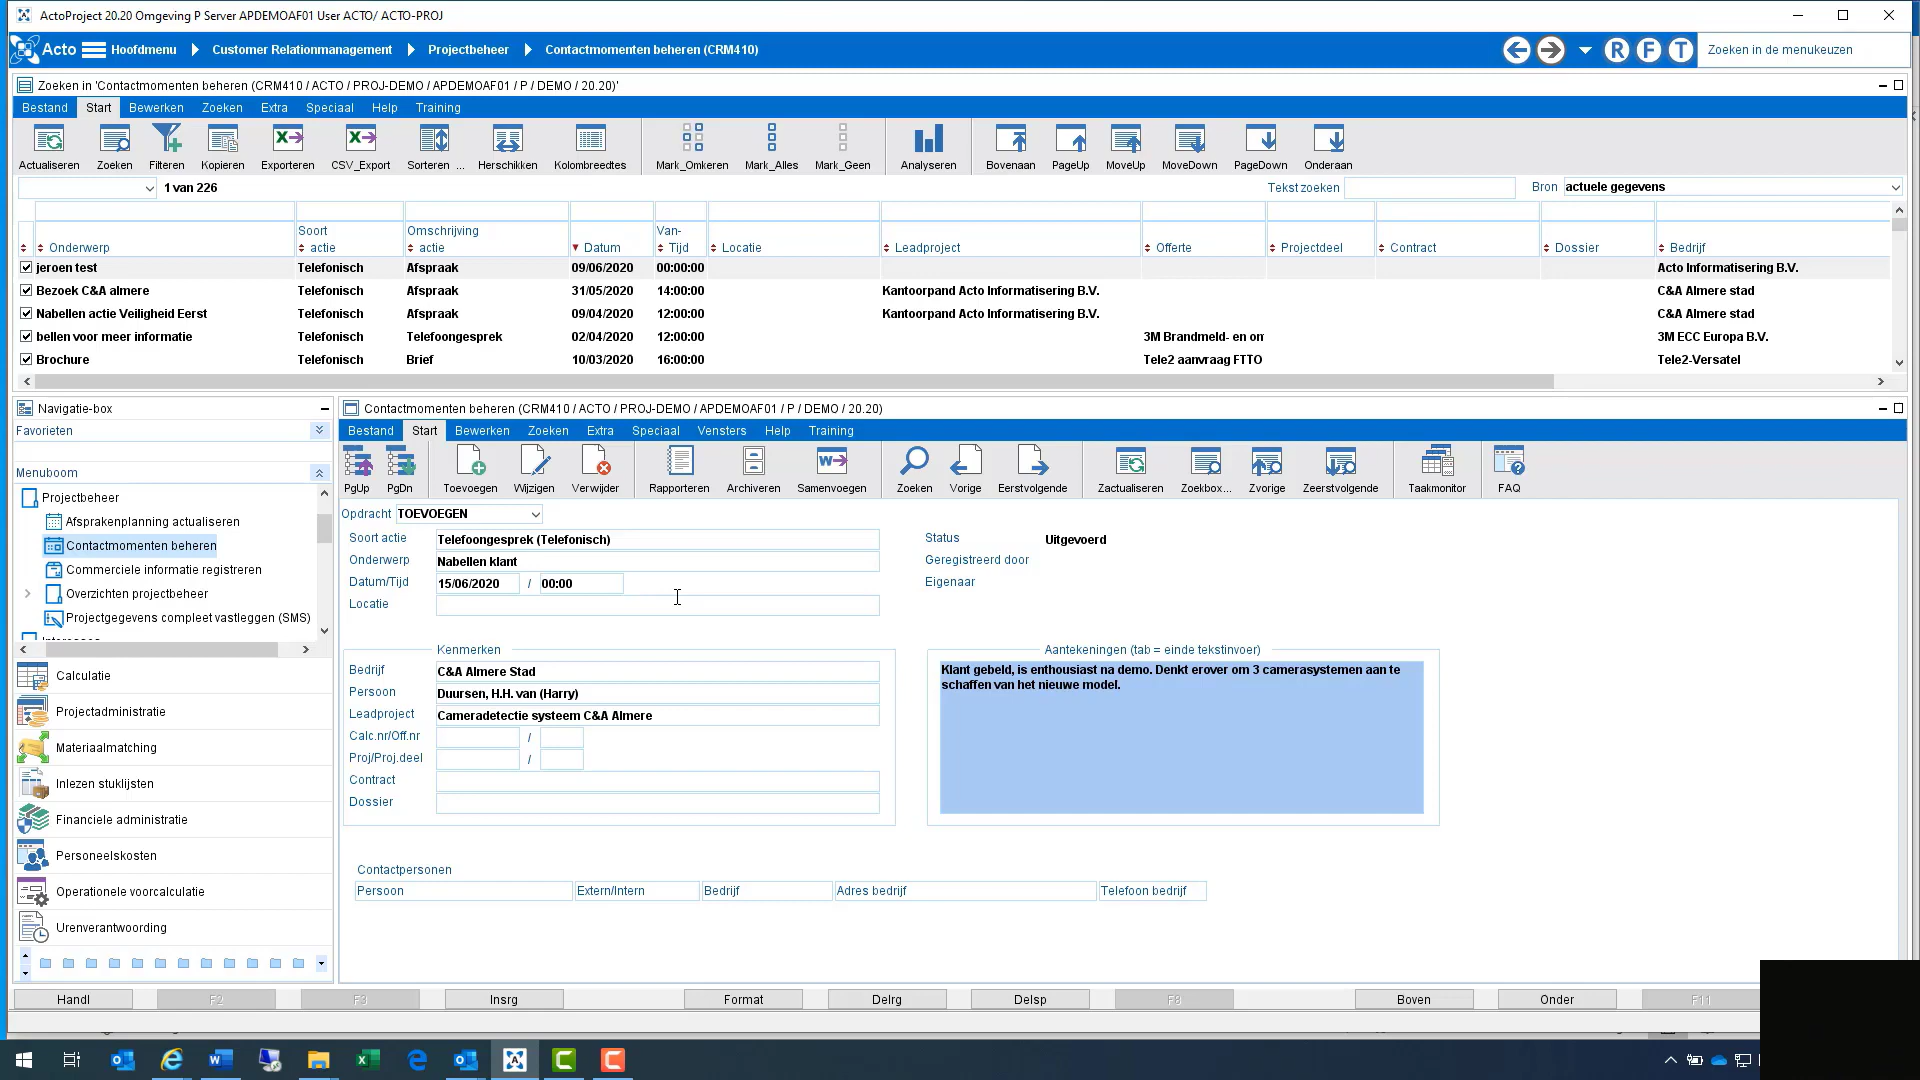 ActoProject 20.20 Omgeving P Server APDEMOAF01 User ACTO/ ACTO-PROJ
Acto Hoofdmenu Customer Relationmanagement Projectbeheer Contactmomenten beheren (CRM410) R F T Zoeken in de menukeuzen
Zoeken in 'Contactmomenten beheren (CRM410 / ACTO / PROJ-DEMO / APDEMOAF01 / P / DEMO / 20.20)'
Bestand Start Bewerken Zoeken Extra Speciaal Help Training
Actualiseren Zoeken Filteren Kopieren Exporteren CSV_Export Sorteren ... Herschikken Kolombreedtes Mark_Omkeren Mark_Alles Mark_Geen Analyseren Bovenaan PageUp MoveUp MoveDown PageDown Onderaan
1 van 226 Tekst zoeken Bron actuele gegevens
Soort Omschrijving Van-
Onderwerp actie actie Datum Tijd Locatie Leadproject Offerte Projectdeel Contract Dossier Bedrijf
jeroen test Telefonisch Afspraak 09/06/2020 00:00:00 Acto Informatisering B.V.
Bezoek C&A almere Telefonisch Afspraak 31/05/2020 14:00:00 Kantoorpand Acto Informatisering B.V. C&A Almere stad
Nabellen actie Veiligheid Eerst Telefonisch Afspraak 09/04/2020 12:00:00 Kantoorpand Acto Informatisering B.V. C&A Almere stad
bellen voor meer informatie Telefonisch Telefoongesprek 02/04/2020 12:00:00 3M Brandmeld- en on 3M ECC Europa B.V.
Brochure Telefonisch Brief 10/03/2020 16:00:00 Tele2 aanvraag FTTO Tele2-Versatel
Navigatie-box
Favorieten
Menuboom
Projectbeheer
Afsprakenplanning actualiseren
Contactmomenten beheren
Commerciele informatie registreren
Overzichten projectbeheer
Projectgegevens compleet vastleggen (SMS)
Calculatie
Projectadministratie
Materiaalmatching
Inlezen stuklijsten
Financiele administratie
Personeelskosten
Operationele voorcalculatie
Urenverantwoording
Contactmomenten beheren (CRM410 / ACTO / PROJ-DEMO / APDEMOAF01 / P / DEMO / 20.20)
Bestand Start Bewerken Zoeken Extra Speciaal Vensters Help Training
PgUp PgDn Toevoegen Wijzigen Verwijder Rapporteren Archiveren Samenvoegen Zoeken Vorige Eerstvolgende Zactualiseren Zoekbox... Zvorige Zeerstvolgende Taakmonitor FAQ
Opdracht TOEVOEGEN
Soort actie Telefoongesprek (Telefonisch) Status Uitgevoerd
Onderwerp Nabellen klant Geregistreerd door
Datum/Tijd 15/06/2020 / 00:00 Eigenaar
Locatie
Kenmerken
Bedrijf C&A Almere Stad
Persoon Duursen, H.H. van (Harry)
Leadproject Cameradetectie systeem C&A Almere
Calc.nr/Off.nr /
Proj/Proj.deel /
Contract
Dossier
Aantekeningen (tab = einde tekstinvoer)
Klant gebeld, is enthousiast na demo. Denkt erover om 3 camerasystemen aan te
schaffen van het nieuwe model.
Contactpersonen
Persoon Extern/Intern Bedrijf Adres bedrijf Telefoon bedrijf
Handl F2 F3 Insrg Format Delrg Delsp F8 Boven Onder F11